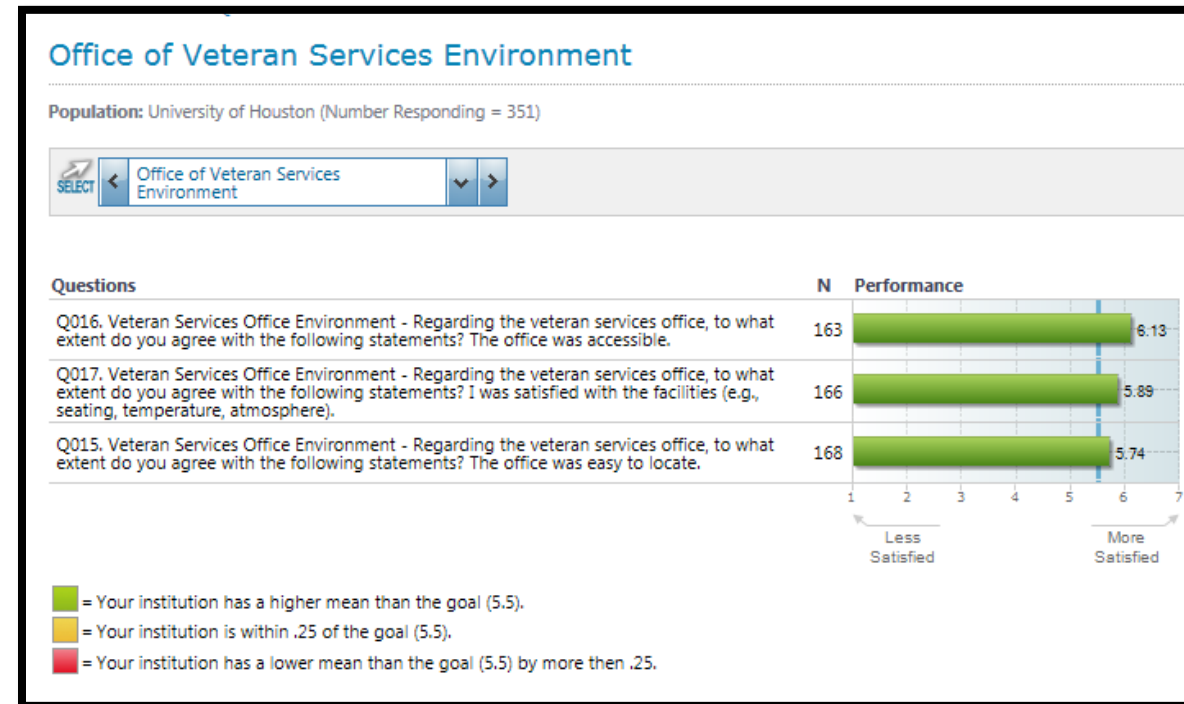 Office of Veteran Services Environment
Population: University of Houston (Number Responding = 351)
SELECT
Office of Veteran Services
Environment
Questions N Performance
Q016. Veteran Services Office Environment - Regarding the veteran services office, to what
extent do you agree with the following statements? The office was accessible.
163
6.13
Q017. Veteran Services Office Environment - Regarding the veteran services office, to what
extent do you agree with the following statements? I was satisfied with the facilities (e.g.,
seating, temperature, atmosphere).
166
5.89
Q015. Veteran Services Office Environment - Regarding the veteran services office, to what
extent do you agree with the following statements? The office was easy to locate.
168
5.74
1 2 3 4 5 6 7
Less
Satisfied
More
Satisfied
= Your institution has a higher mean than the goal (5.5).
= Your institution is within .25 of the goal (5.5).
= Your institution has a lower mean than the goal (5.5) by more then .25.